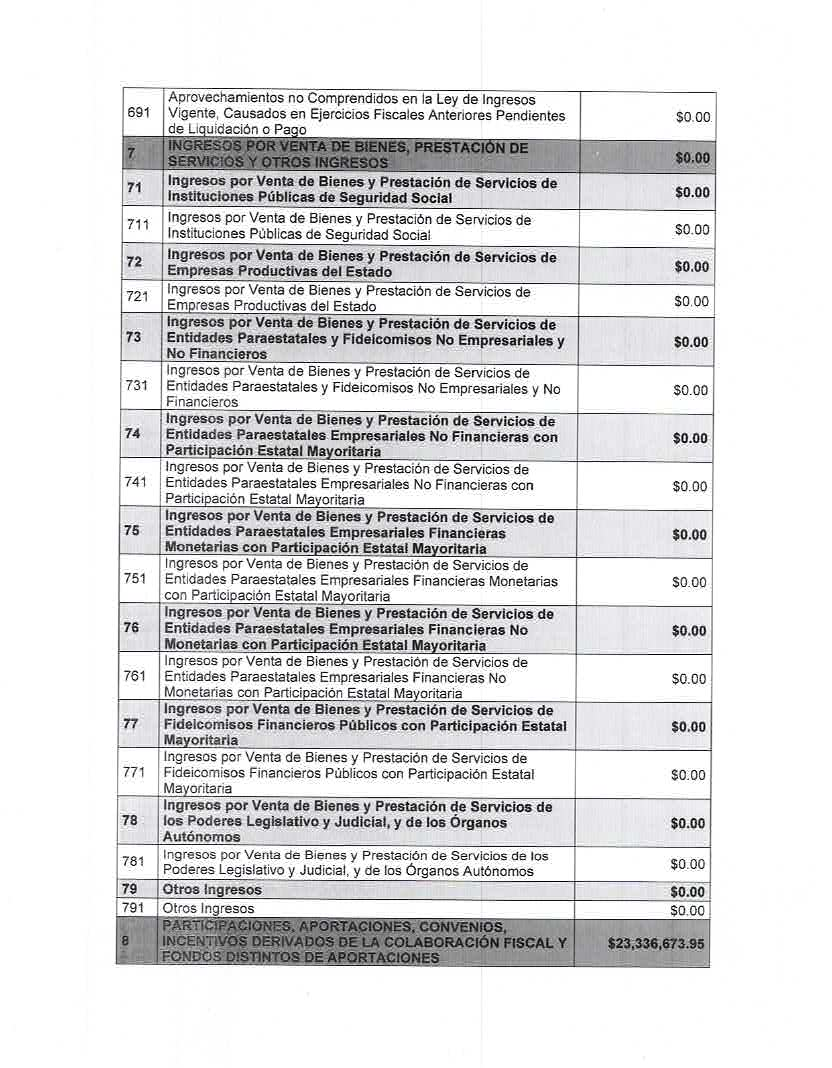 Aprovechamientos no Comprendidos en la Ley de Ingresos
691 Vigente, Causados en Ejercicios Fiscales Anteriores Pendientes $0.00
de Liquidación o Pago
7 INGRESOS POR VENTA DE BIENES, PRESTACIÓN DE $0.00
SERVICIOS Y OTROS INGRESOS
71 Ingresos por Venta de Bienes y Prestación de Servicios de $0.00
Instituciones Públicas de Seguridad Social
711 Ingresos por Venta de Bienes y Prestación de Servicios de $0.00
Instituciones Públicas de Seguridad Social
72 Ingresos por Venta de Bienes y Prestación de Servicios de $0.00
Empresas Productivas del Estado
721 Ingresos por Venta de Bienes y Prestación de Servicios de $0.00
Empresas Productivas del Estado
Ingresos por Venta de Bienes y Prestación de Servicios de
73 Entidades Paraestatales y Fideicomisos No Empresariales y $0.00
No Financieros
Ingresos por Venta de Bienes y Prestación de Servicios de
731 Entidades Paraestatales y Fideicomisos No Empresariales y No $0.00
Financieros
Ingresos por Venta de Bienes y Prestación de Servicios de
74 Entidades Paraestatales Empresariales No Financieras con $0.00
Participación Estatal Mayoritaria
Ingresos por Venta de Bienes y Prestación de Servicios de
741 Entidades Paraestatales Empresariales No Financieras con $0.00
Participación Estatal Mayoritaria
Ingresos por Venta de Bienes y Prestación de Servicios de
75 Entidades Paraestatales Empresariales Financieras $0.00
Monetarias con Participación Estatal Mayoritaria
Ingresos por Venta de Bienes y Prestación de Servicios de
751 Entidades Paraestatales Empresariales Financieras Monetarias $0.00
con Participación Estatal Mayoritaria
Ingresos por Venta de Bienes y Prestación de Servicios de
76 Entidades Paraestatales Empresariales Financieras No $0.00
Monetarias con Participación Estatal Mayoritaria
Ingresos por Venta de Bienes y Prestación de Servicios de
761 Entidades Paraestatales Empresariales Financieras No $0.00
Monetarias con Participación Estatal Mayoritaria
Ingresos por Venta de Bienes y Prestación de Servicios de
77 Fideicomisos Financieros Públicos con Participación Estatal $0.00
Mayoritaria
Ingresos por Venta de Bienes y Prestación de Servicios de
771 Fideicomisos Financieros Públicos con Participación Estatal $0.00
Mayoritaria
Ingresos por Venta de Bienes y Prestación de Servicios de
78 los Poderes Legislativo y Judicial, y de los Órganos $0.00
Autónomos
781 Ingresos por Venta de Bienes y Prestación de Servicios de los $0.00
Poderes Legislativo y Judicial, y de los Órganos Autónomos
79 Otros Ingresos $0.00
791 Otros Ingresos $0.00
PARTICIPACIONES, APORTACIONES, CONVENIOS,
8 INCENTIVOS DERIVADOS DE LA COLABORACIÓN FISCAL Y $23,336,673.95
FONDOS DISTINTOS DE APORTACIONES